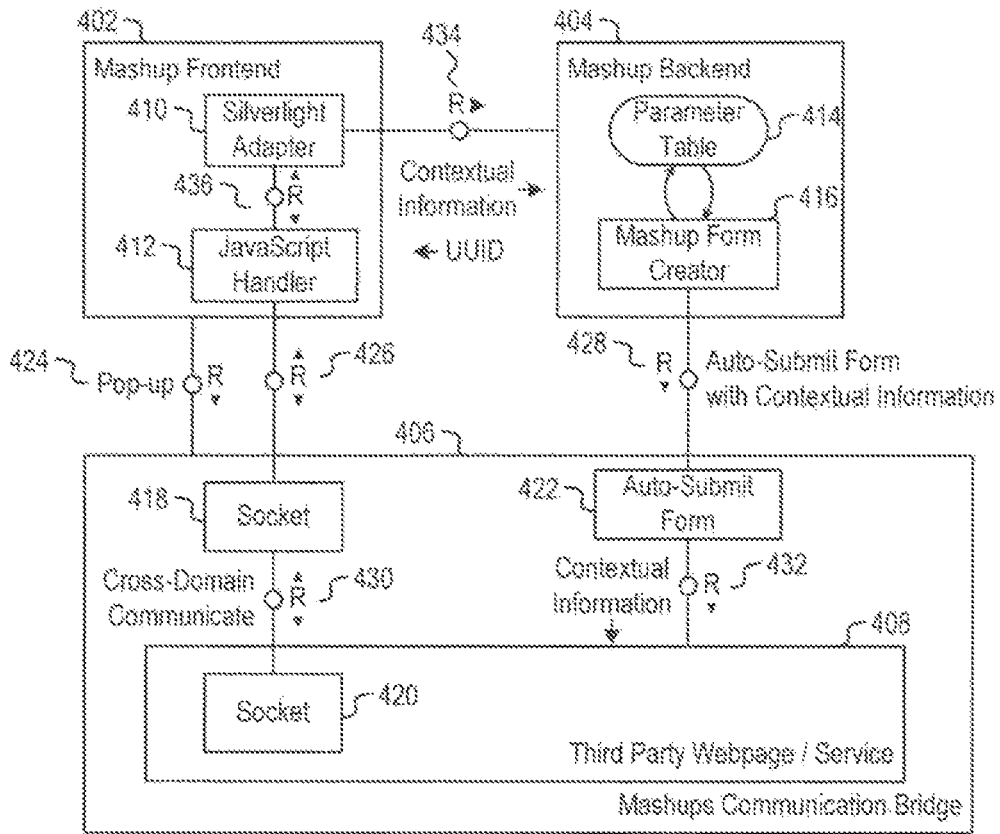 402
404
434
Mashup Frontend
Mashup Backend
410
Silverlight
Adapter
R
Parameter
Table
414
436
R
Contextual
Information
416
412
JavaScript
Handler
UUID
Mashup Form
Creator
424
Pop-up
R
R
426
428
R
Auto-Submit Form
with Contextual Information
406
418
Socket
422
Auto-Submit
Form
Cross-Domain
Communicate
R
430
Contextual
Information
R
432
408
Socket
420
Third Party Webpage / Service
Mashups Communication Bridge